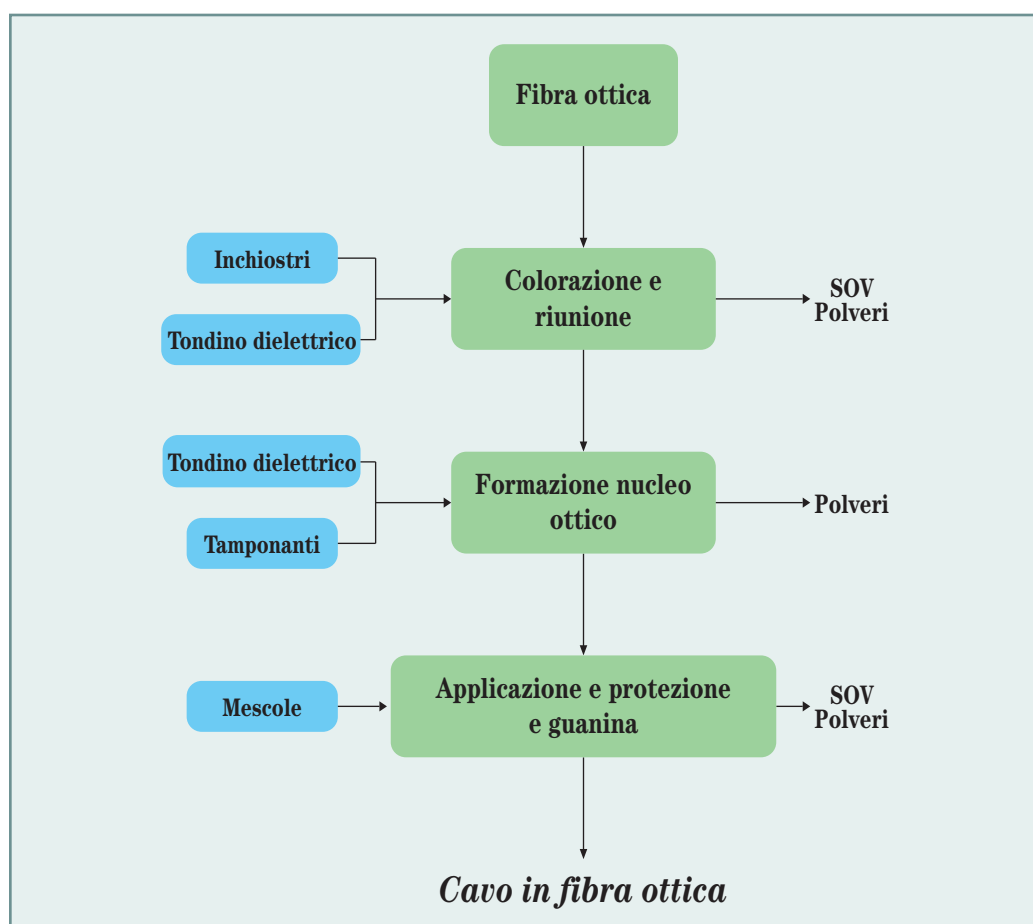 Fibra ottica
Inchiostri
Tondino dielettrico
Colorazione e
riunione
SOV
Polveri
Tondino dielettrico
Tamponanti
Formazione nucleo
ottico
Polveri
Mescole
Applicazione e protezione
e guanina
SOV
Polveri
Cavo in fibra ottica